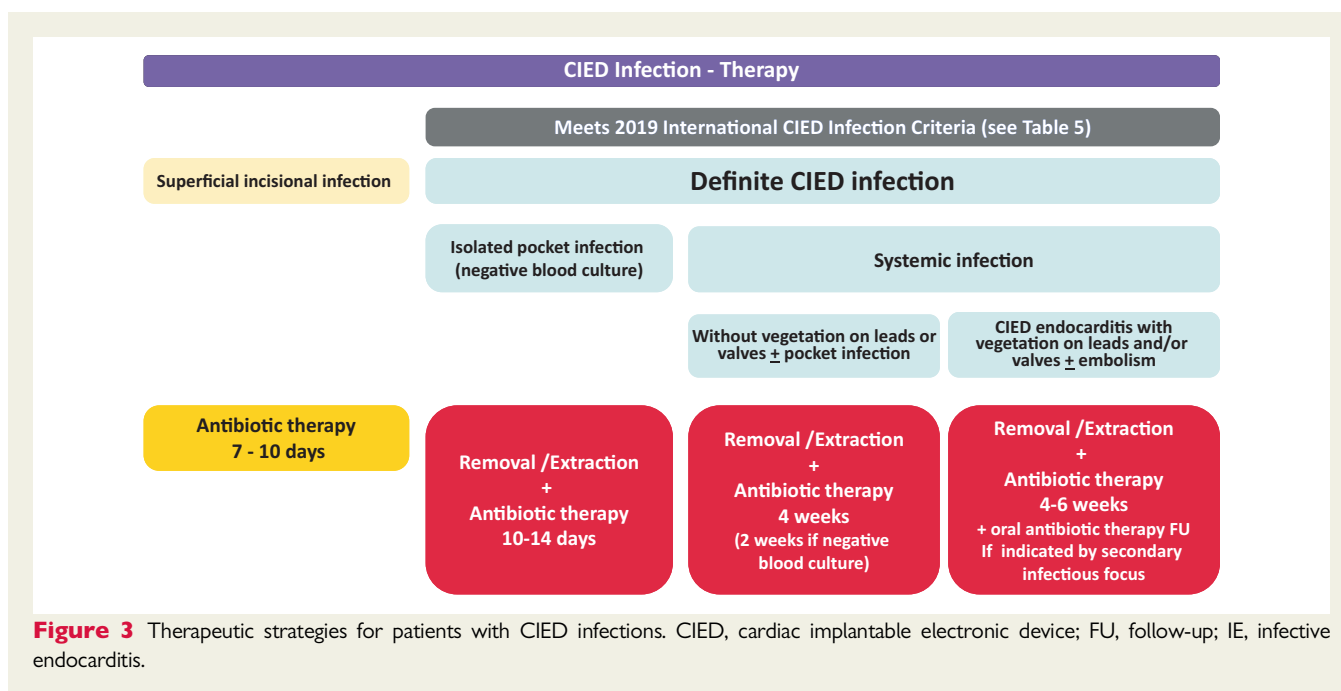 CIED Infection - Therapy
Meets 2019 International CIED Infection Criteria (see Table 5)
Superficial incisional infection
Definite CIED infection
Isolated pocket infection
(negative blood culture)
Systemic infection
Without vegetation on leads or
valves ± pocket infection
CIED endocarditis with
vegetation on leads and/or
valves ± embolism
Antibiotic therapy
7 - 10 days
Removal /Extraction
+
Antibiotic therapy
10-14 days
Removal /Extraction
+
Antibiotic therapy
4 weeks
(2 weeks if negative
blood culture)
Removal /Extraction
+
Antibiotic therapy
4-6 weeks
+ oral antibiotic therapy FU
If indicated by secondary
infectious focus
Figure 3 Therapeutic strategies for patients with CIED infections. CIED, cardiac implantable electronic device; FU, follow-up; IE, infective
endocarditis.